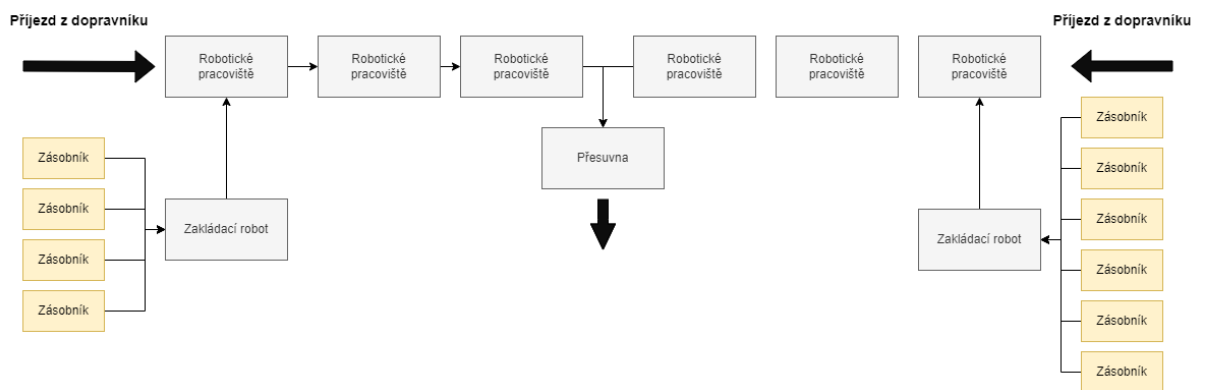 Příjezd z dopravníku
Příjezd z dopravníku
Robotické
pracoviště
Robotické
pracoviště
Robotické
pracoviště
Robotické
pracoviště
Robotické
pracoviště
Robotické
pracoviště
Zásobník
Zásobník
Zásobník
Zásobník
Zakládací robot
Přesuvna
Zakládací robot
Zásobník
Zásobník
Zásobník
Zásobník
Zásobník
Zásobník